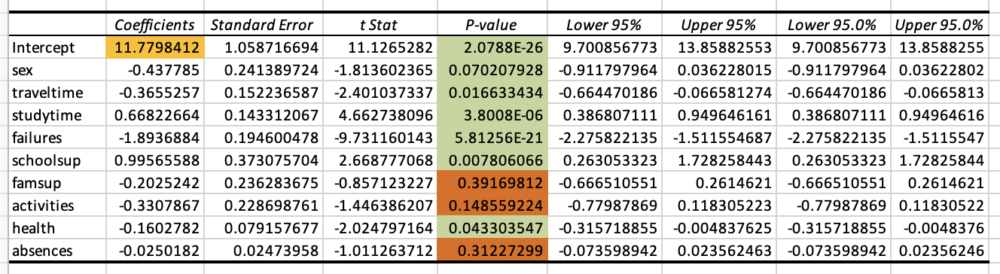 Coefficients Standard Error t Stat P-value Lower 95% Upper 95% Lower 95.0% Upper 95.0%
Intercept 11.7798412 1.058716694 11.1265282 2.0788E-26 9.700856773 13.85882553 9.700856773 13.8588255
sex -0.437785 0.241389724 -1.813602365 0.070207928 -0.911797964 0.036228015 -0.911797964 0.03622802
traveltime -0.3655257 0.152236587 -2.401037337 0.016633434 -0.664470186 -0.066581274 -0.664470186 -0.0665813
studytime 0.66822664 0.143312067 4.662738096 3.8008E-06 0.386807111 0.949646161 0.386807111 0.94964616
failures -1.8936884 0.194600478 -9.731160143 5.81256E-21 -2.275822135 -1.511554687 -2.275822135 -1.5115547
schoolsup 0.99565588 0.373075704 2.668777068 0.007806066 0.263053323 1.728258443 0.263053323 1.72825844
famsup -0.2025242 0.236283675 -0.857123227 0.39169812 -0.666510551 0.2614621 -0.666510551 0.2614621
activities -0.3307867 0.228698761 -1.446386207 0.148559224 -0.77987869 0.118305223 -0.77987869 0.11830522
health -0.1602782 0.079157647 -2.024797164 0.043303547 -0.315718855 -0.004837625 -0.315718855 -0.0048376
absences -0.0250182 0.02473958 -1.011263712 0.31227299 -0.073598942 0.023562463 -0.073598942 0.02356246